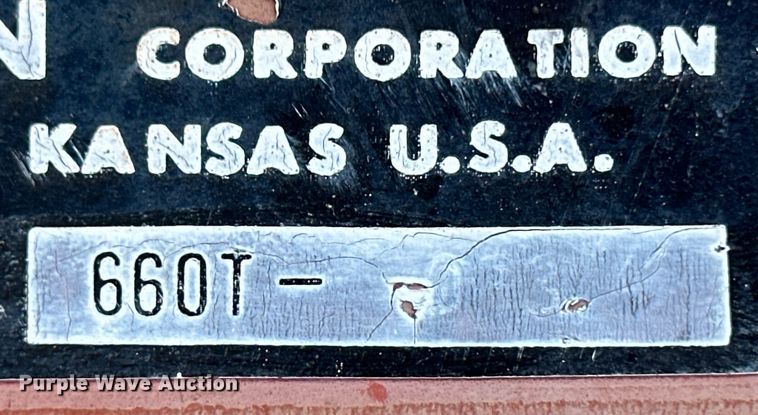 N CORPORATION
KANSAS U.S.A.
660T-
Purple Wave Auction